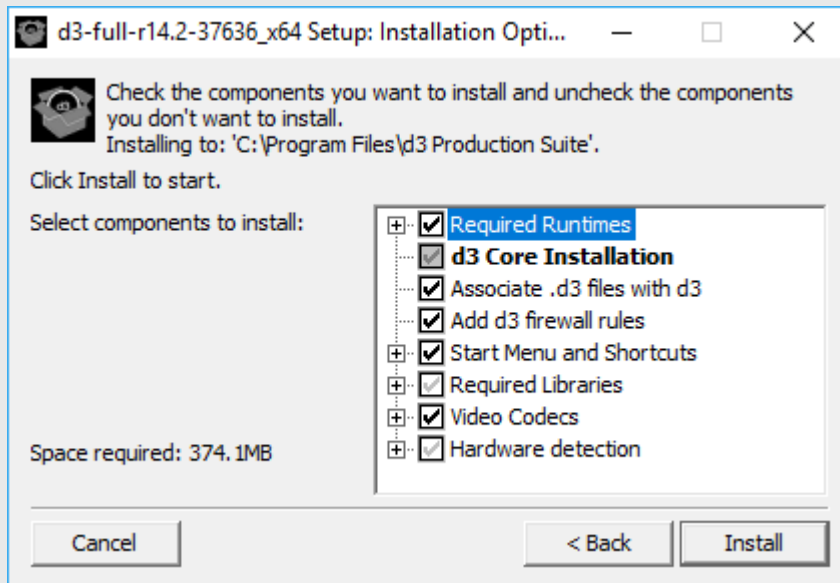 d3-full-r14.2-37636_x64 Setup: Installation Opti...
Check the components you want to install and uncheck the components
you don't want to install.
Installing to: 'C:\Program Files\d3 Production Suite'.
Click Install to start.
Select components to install:
Required Runtimes
d3 Core Installation
Associate .d3 files with d3
Add d3 firewall rules
Start Menu and Shortcuts
Required Libraries
Video Codecs
Hardware detection
Space required: 374.1MB
Cancel
< Back
Install